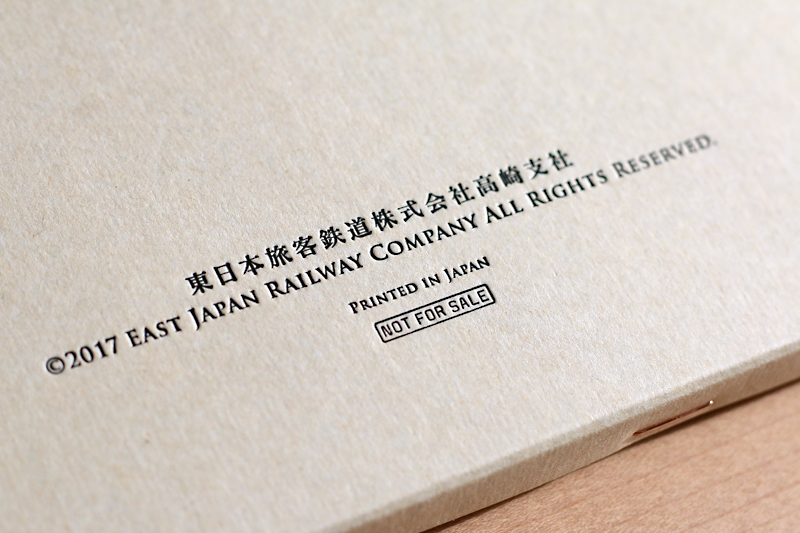 東日本旅客鉄道株式会社高崎支社
©2017 East Japan Railway Company All Rights Reserved.
Printed in Japan
NOT FOR SALE